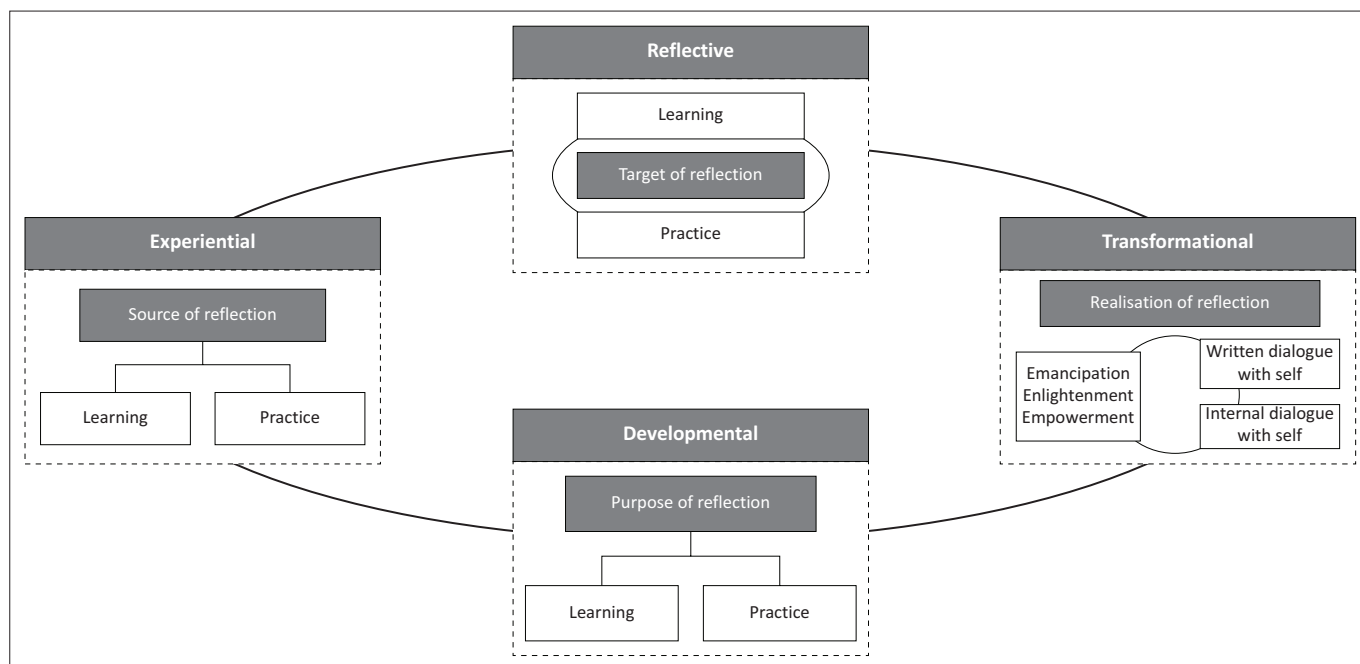 Reflective
Learning
Target of reflection
Practice
Experiential
Source of reflection
Learning
Practice
Transformational
Realisation of reflection
Emancipation
Enlightenment
Empowerment
Written dialogue
with self
Internal dialogue
with self
Developmental
Purpose of reflection
Learning
Practice